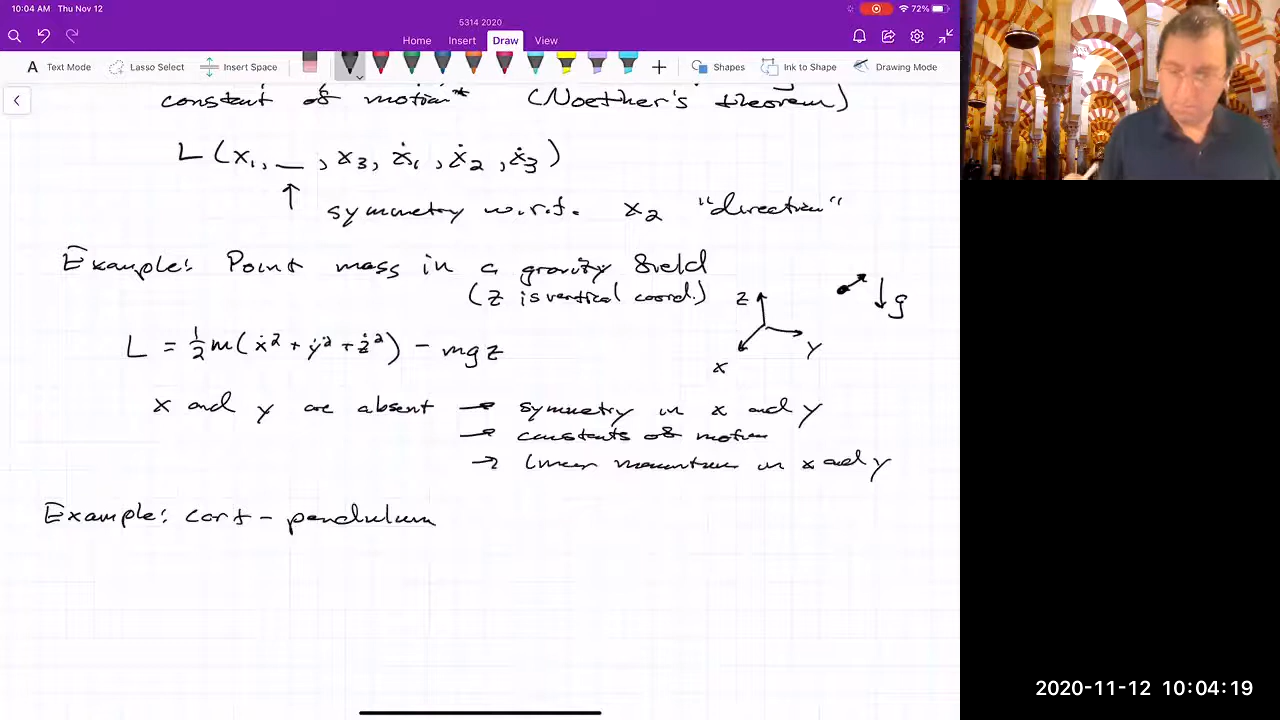 10:04 AM Thu Nov 12
72%
5314 2020
Home Insert Draw View
Text Mode Lasso Select Insert Space Shapes Ink to Shape Drawing Mode
constant of motion* (Noether's theorem)
L (x₁, __ , x₃, ẋ₁, ẋ₂, ẋ₃)
↑ symmetry w.r.t. x₂ "direction"
Example: Point mass in a gravity field
(z is vertical coord.)
z
g
y
x
L = ½m(ẋ² + ẏ² + ż²) - mgz
x and y are absent → symmetry in x and y
→ constants of motion
→ linear momentum in x and y
Example: cart - pendulum
2020-11-12 10:04:19